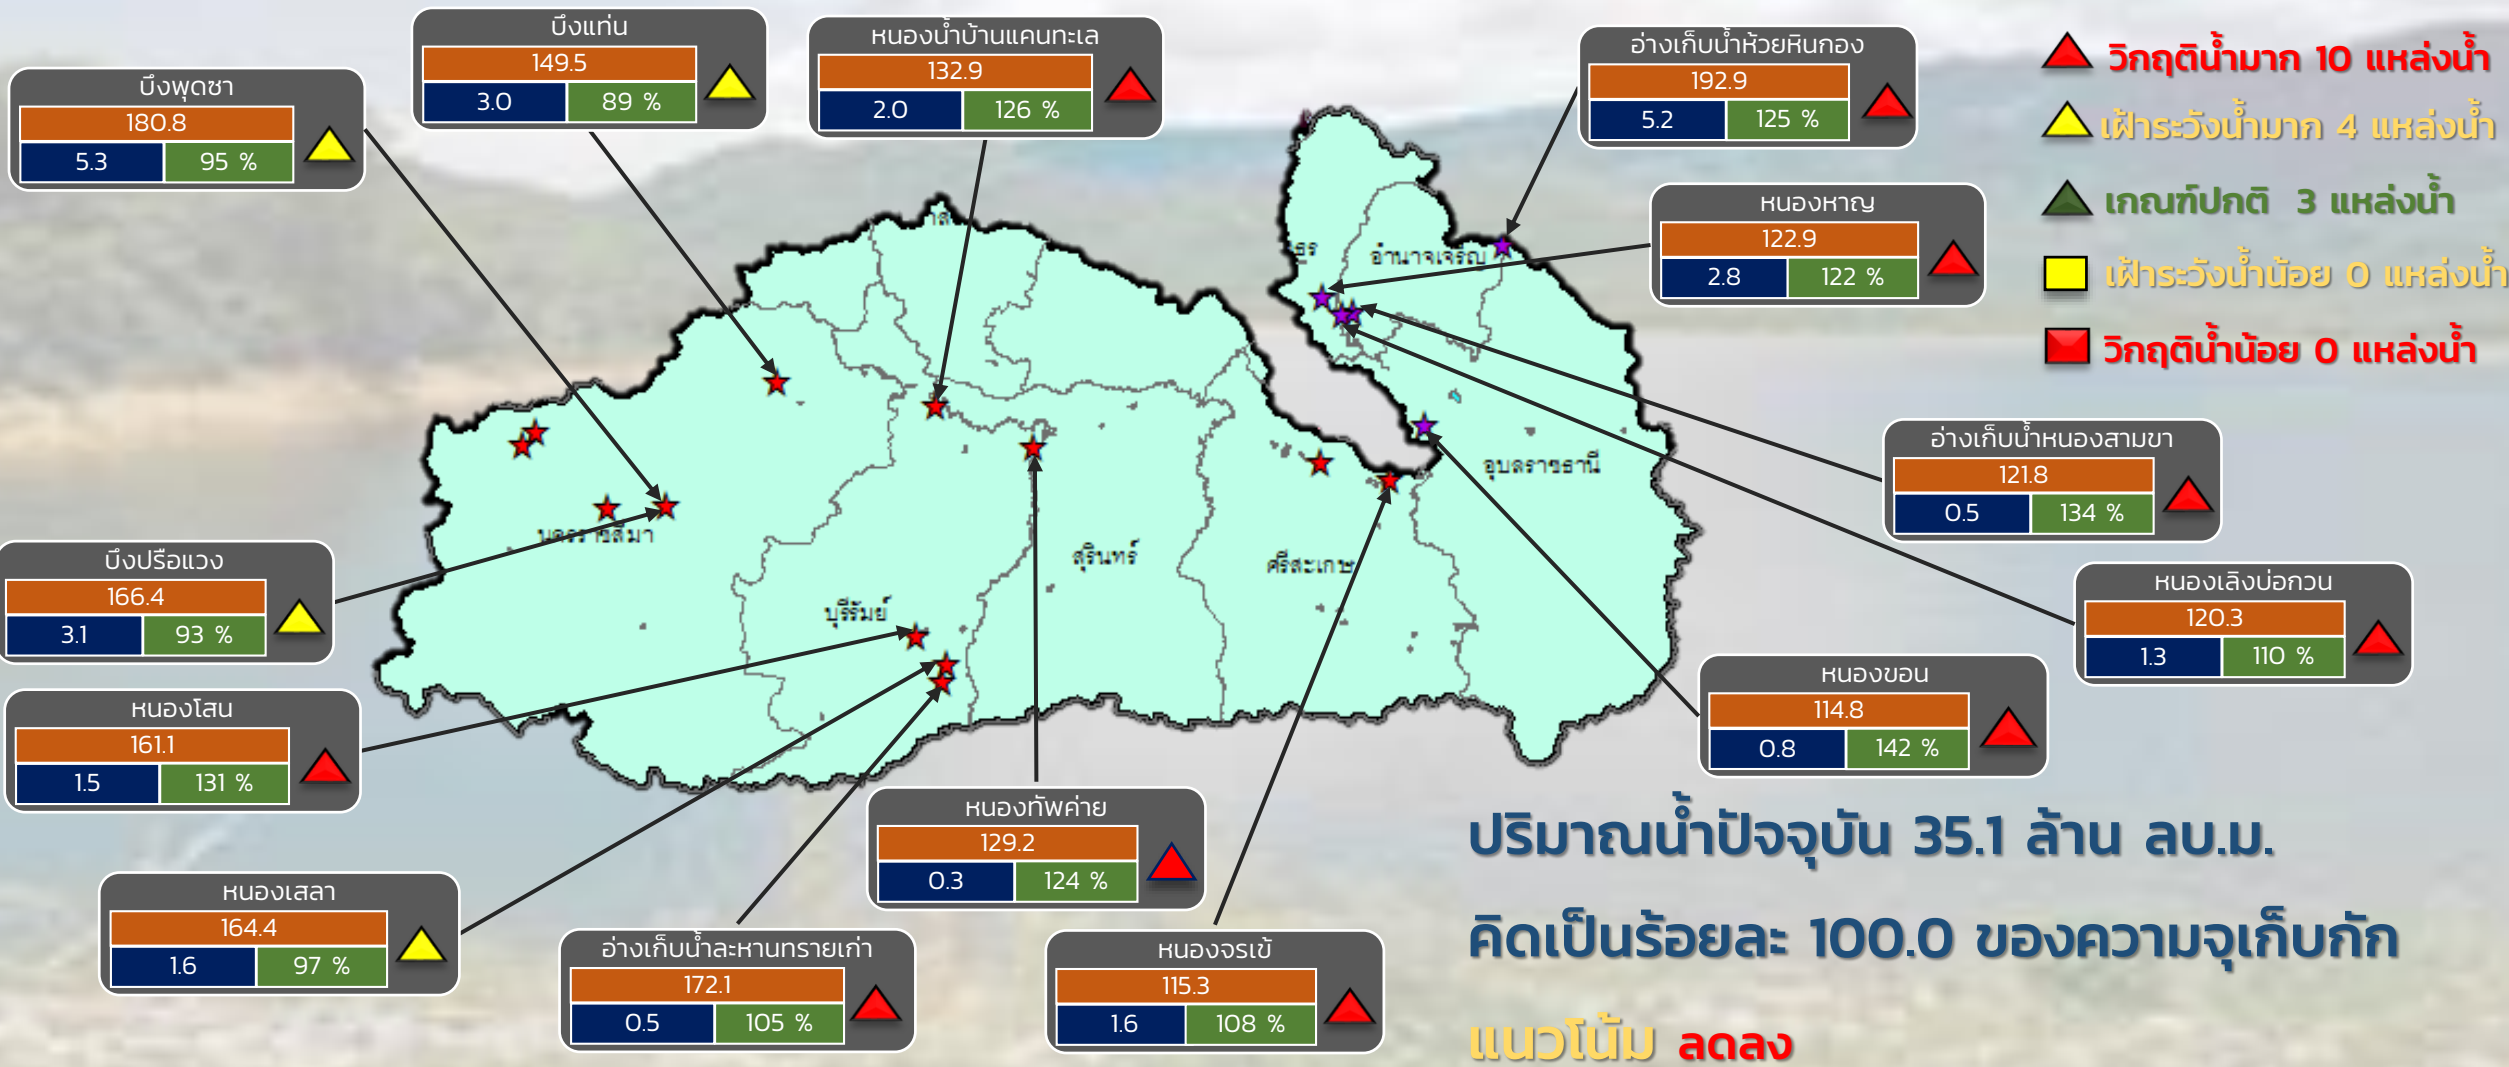 บึงพุดซา
180.8
5.3 95 %
บึงแท่น
149.5
3.0 89 %
หนองน้ำบ้านแคนทะเล
132.9
2.0 126 %
อ่างเก็บน้ำห้วยหินกอง
192.9
5.2 125 %
วิกฤติน้ำมาก 10 แหล่งน้ำ
เฝ้าระวังน้ำมาก 4 แหล่งน้ำ
เกณฑ์ปกติ 3 แหล่งน้ำ
เฝ้าระวังน้ำน้อย 0 แหล่งน้ำ
วิกฤติน้ำน้อย 0 แหล่งน้ำ
หนองหาญ
122.9
2.8 122 %
อำนาจเจริญ
อ่างเก็บน้ำหนองสามขา
121.8
0.5 134 %
อุบลราชธานี
นครราชสีมา
สุรินทร์
ศรีสะเกษ
บุรีรัมย์
บึงปรือแวง
166.4
3.1 93 %
หนองเลิงบ่อกวน
120.3
1.3 110 %
หนองโสน
161.1
1.5 131 %
หนองขอน
114.8
0.8 142 %
หนองทัพค่าย
129.2
0.3 124 %
หนองเสลา
164.4
1.6 97 %
อ่างเก็บน้ำละหานทรายเก่า
172.1
0.5 105 %
หนองจรเข้
115.3
1.6 108 %
ปริมาณน้ำปัจจุบัน 35.1 ล้าน ลบ.ม.
คิดเป็นร้อยละ 100.0 ของความจุเก็บกัก
แนวโน้ม ลดลง